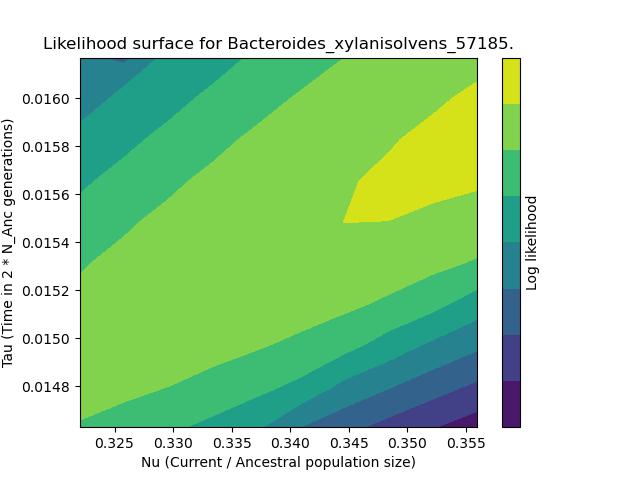 Likelihood surface for Bacteroides_xylanisolvens_57185.
0.0160
0.0158
0.0156
0.0154
0.0152
0.0150
0.0148
Tau (Time in 2 * N_Anc generations)
0.325 0.330 0.335 0.340 0.345 0.350 0.355
Nu (Current / Ancestral population size)
Log likelihood